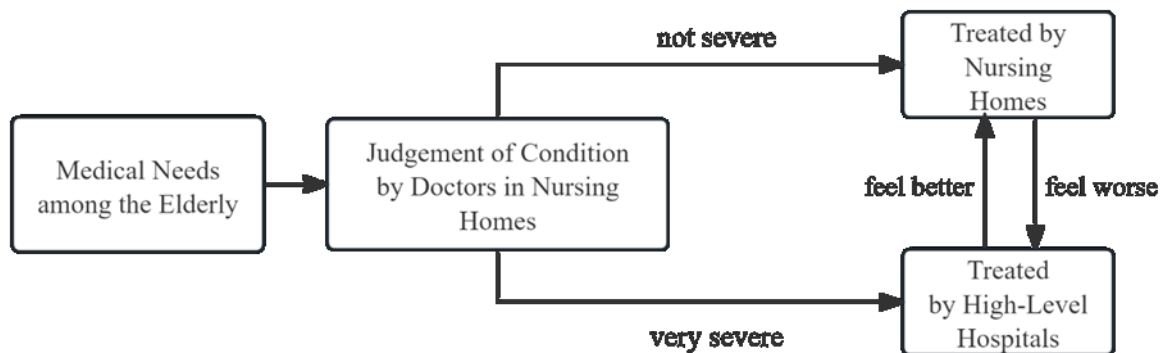 Medical Needs
among the Elderly
Judgement of Condition
by Doctors in Nursing
Homes
not severe
very severe
Treated by
Nursing
Homes
feel better
feel worse
Treated
by High-Level
Hospitals